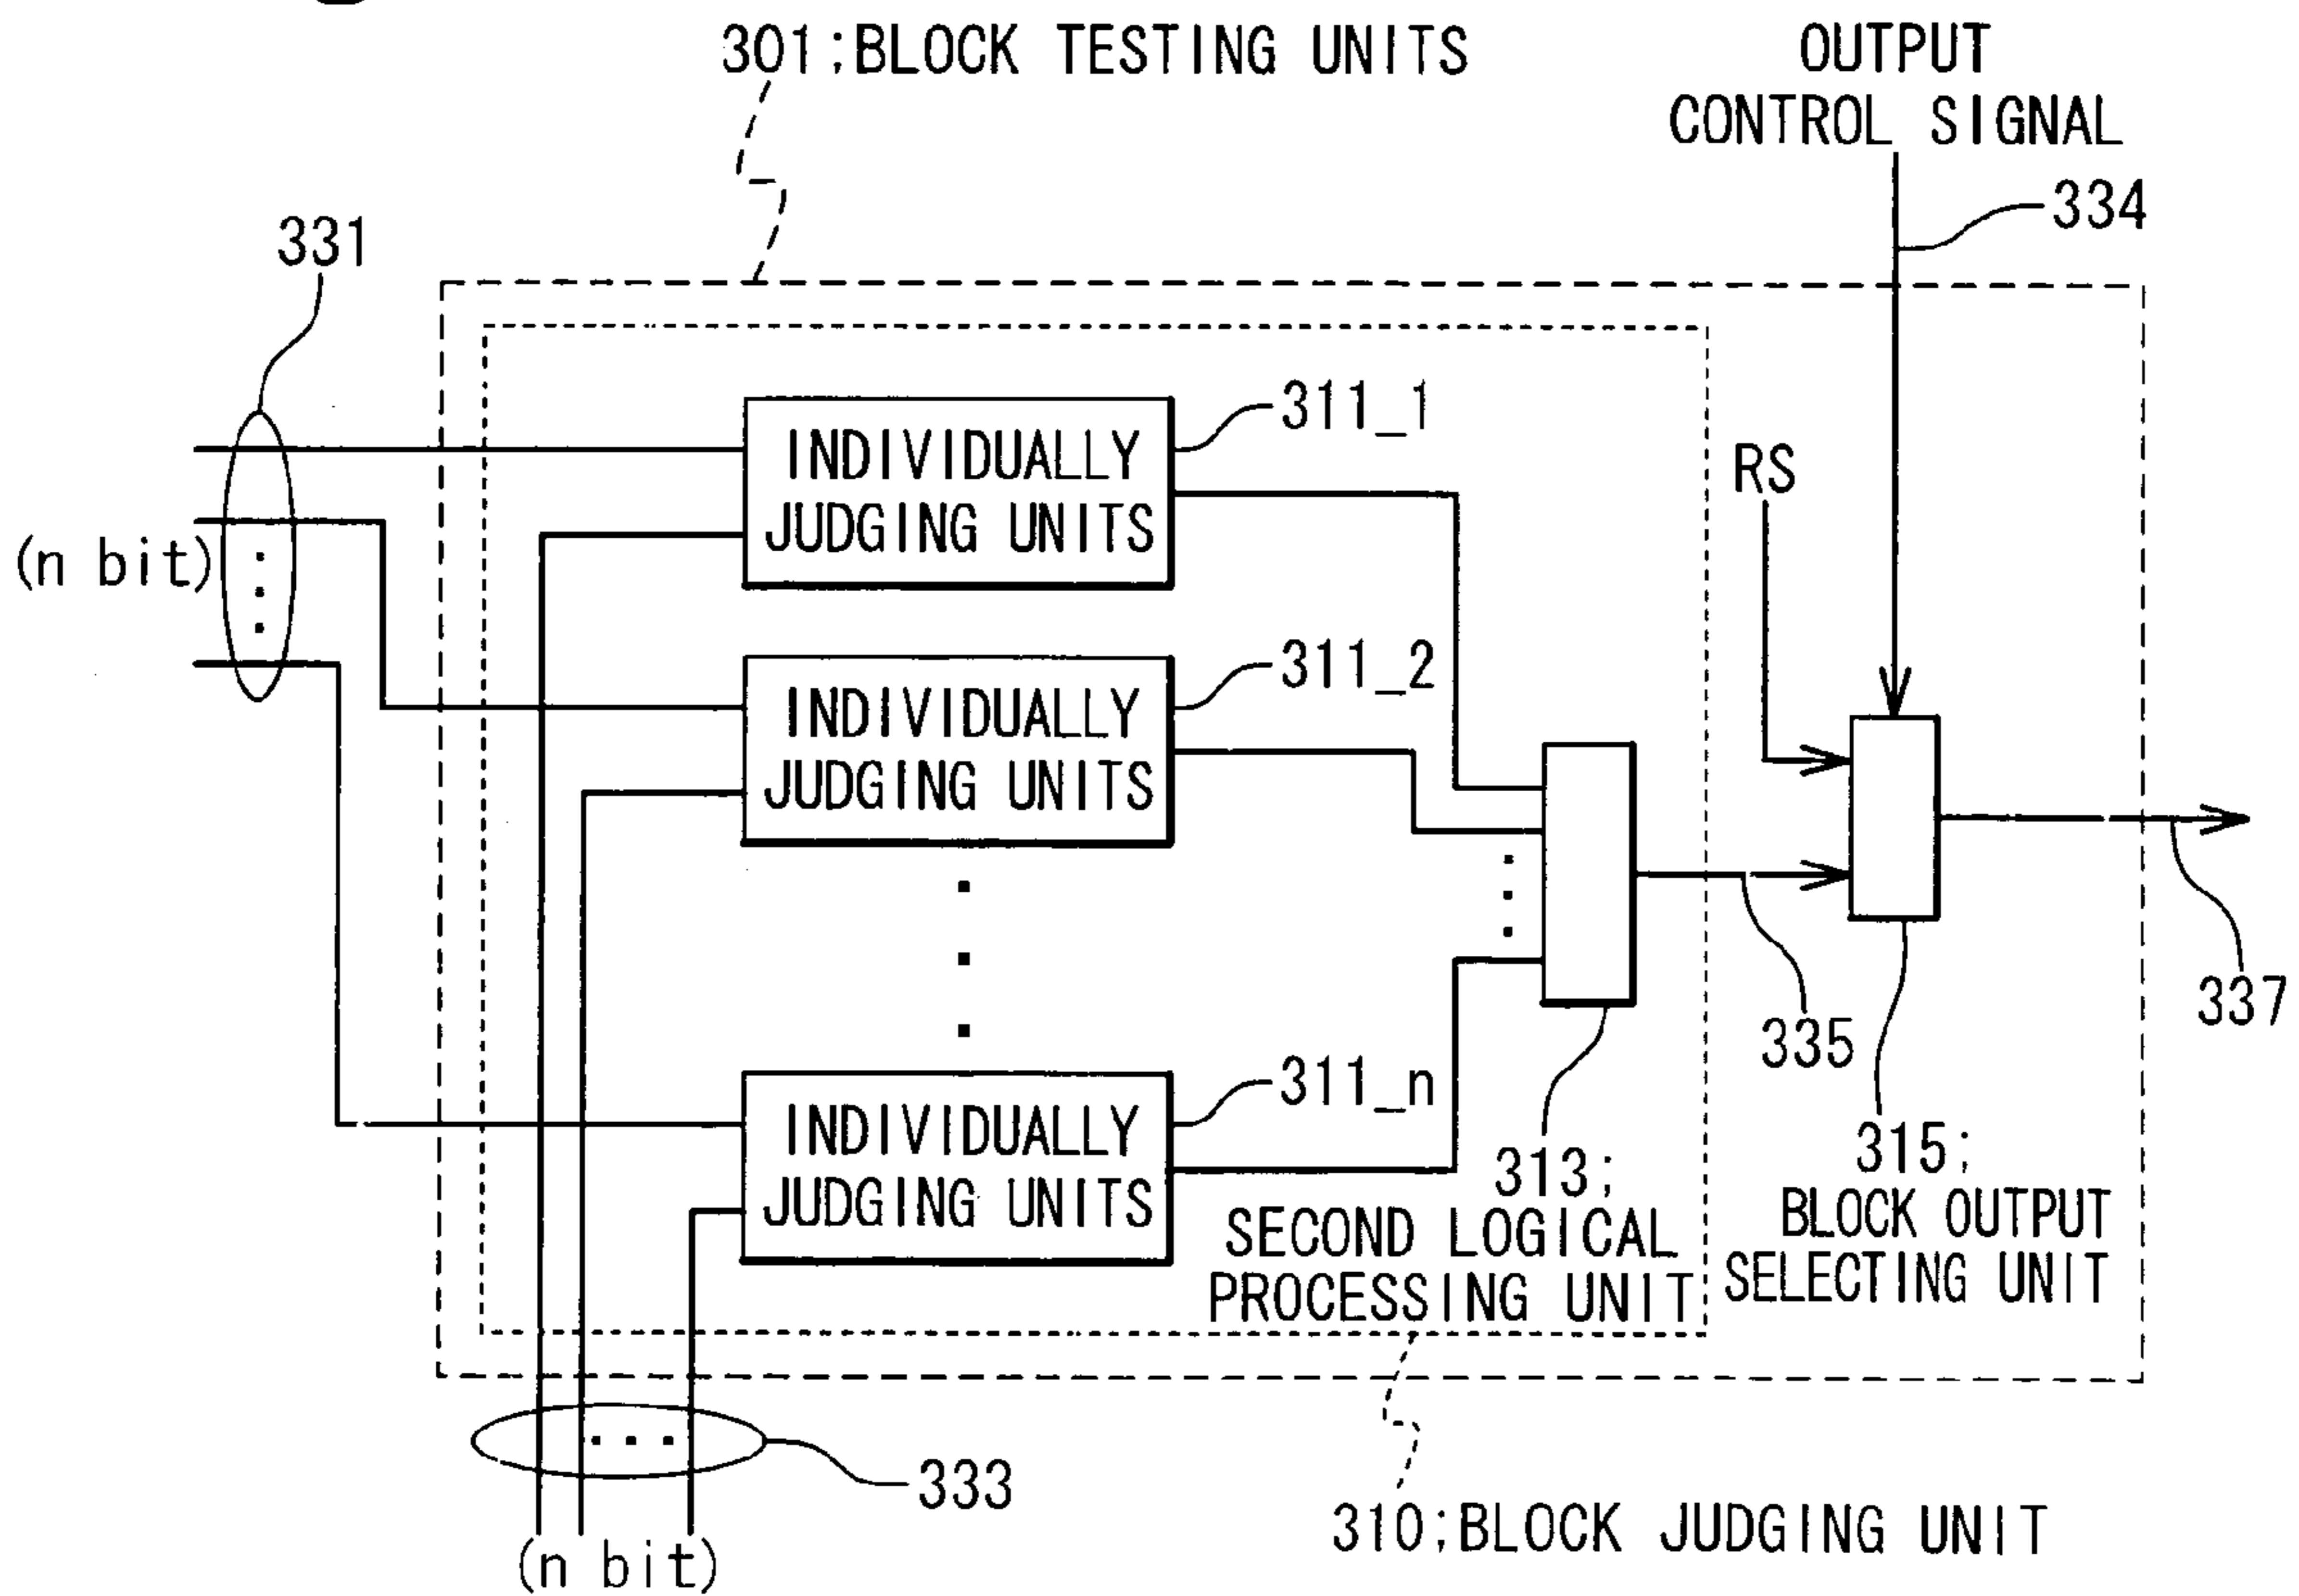 301;BLOCK TESTING UNITS
OUTPUT
CONTROL SIGNAL
334
331
311_1
INDIVIDUALLY
JUDGING UNITS
RS
(n bit)
311_2
INDIVIDUALLY
JUDGING UNITS
337
335
311_n
INDIVIDUALLY
JUDGING UNITS
313;
SECOND LOGICAL
PROCESSING UNIT
315;
BLOCK OUTPUT
SELECTING UNIT
333
(n bit)
310;BLOCK JUDGING UNIT